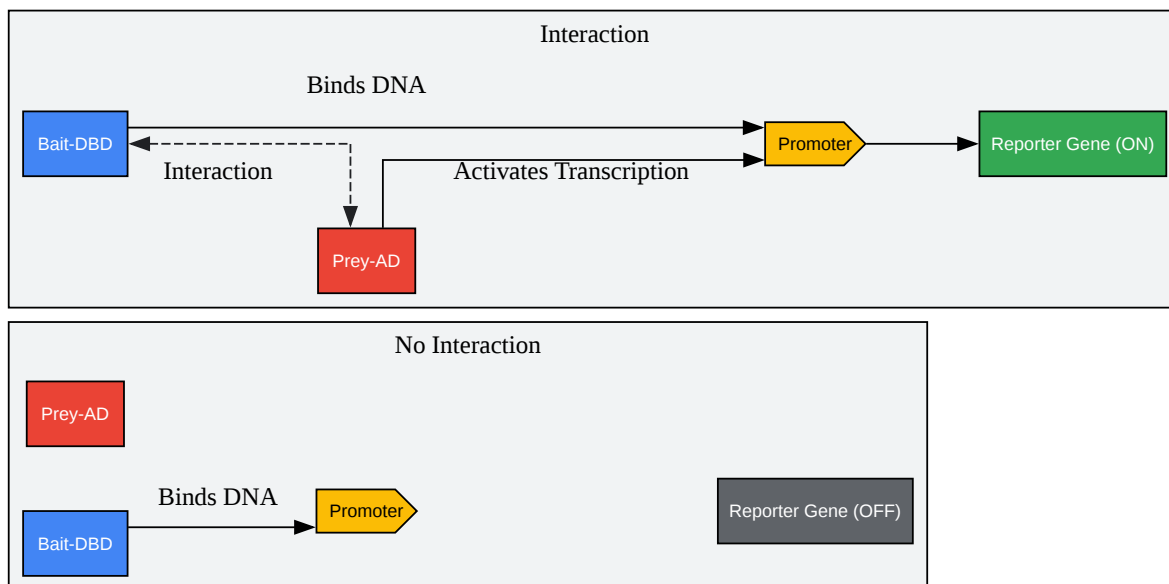 Interaction
Binds DNA
Bait-DBD
Promoter
Reporter Gene (ON)
Interaction
Activates Transcription
Prey-AD
No Interaction
Prey-AD
Binds DNA
Promoter
Reporter Gene (OFF)
Bait-DBD